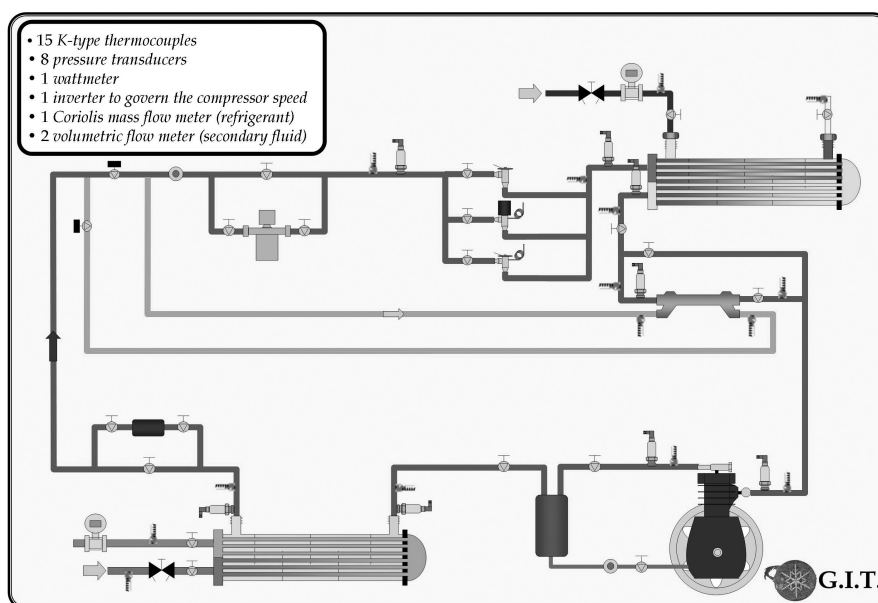 • 15 K-type thermocouples
• 8 pressure transducers
• 1 wattmeter
• 1 inverter to govern the compressor speed
• 1 Coriolis mass flow meter (refrigerant)
• 2 volumetric flow meter (secondary fluid)
G.I.T.